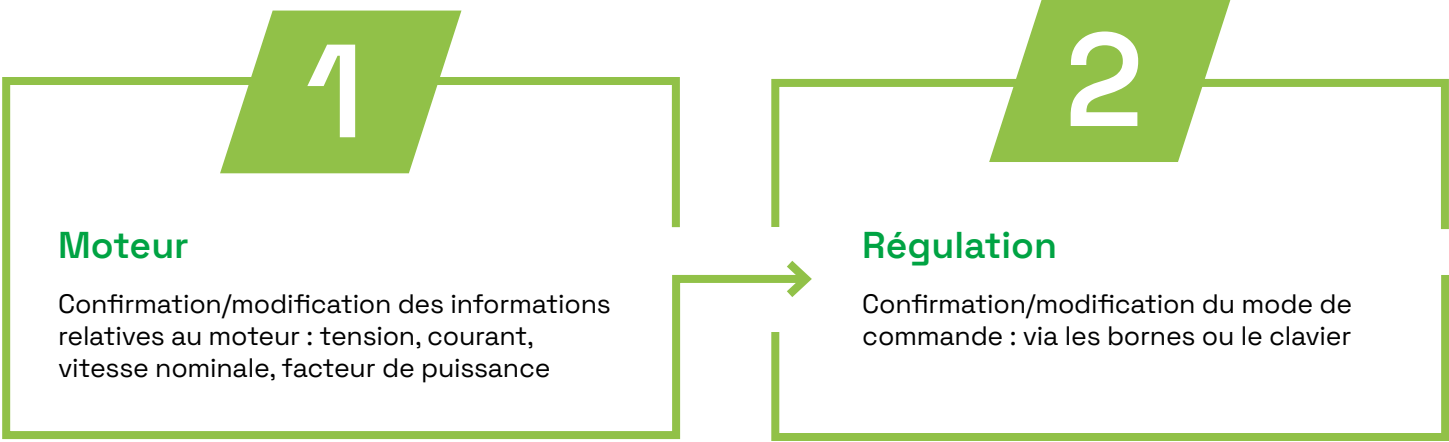 1
Moteur
Confirmation/modification des informations
relatives au moteur : tension, courant,
vitesse nominale, facteur de puissance
2
Régulation
Confirmation/modification du mode de
commande : via les bornes ou le clavier